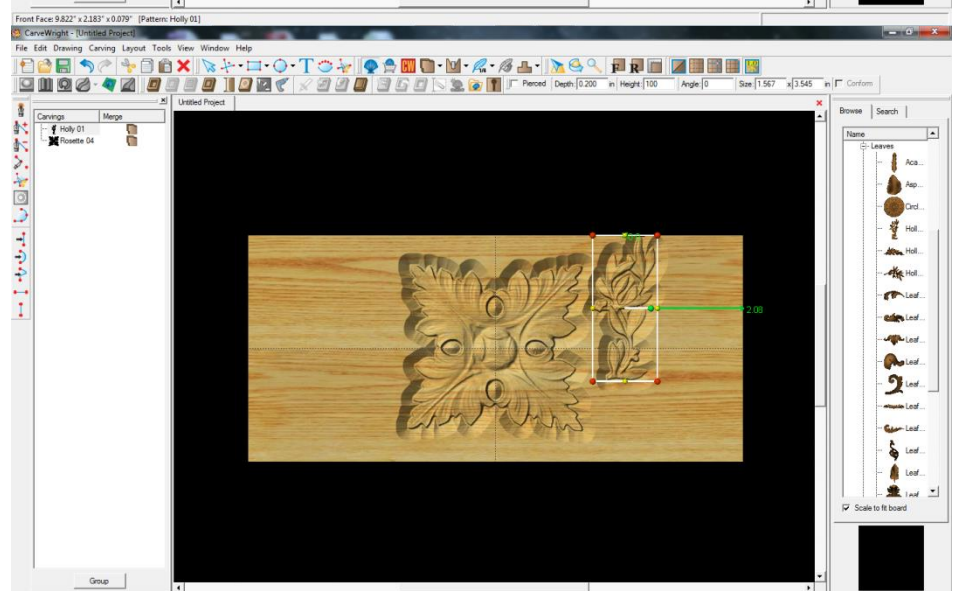 Front Face: 9.822" x 2.183" x 0.079" [Pattern: Holly 01]
CarveWright - [Untitled Project]
File Edit Drawing Carving Layout Tools View Window Help
CW
F R
Pierced Depth: 0.200 in Height: 100 Angle: 0 Size: 1.567 x 3.545 in Conform
Carvings Merge
Holly 01
Rosette 04
Untitled Project
2.08
Browse Search
Name
Leaves
Aca...
Asp...
Circl...
Holl...
Holl...
Holl...
Leaf...
Leaf...
Leaf...
Leaf...
Leaf...
Leaf...
Leaf...
Leaf...
Leaf...
Leaf...
Scale to fit board
Group